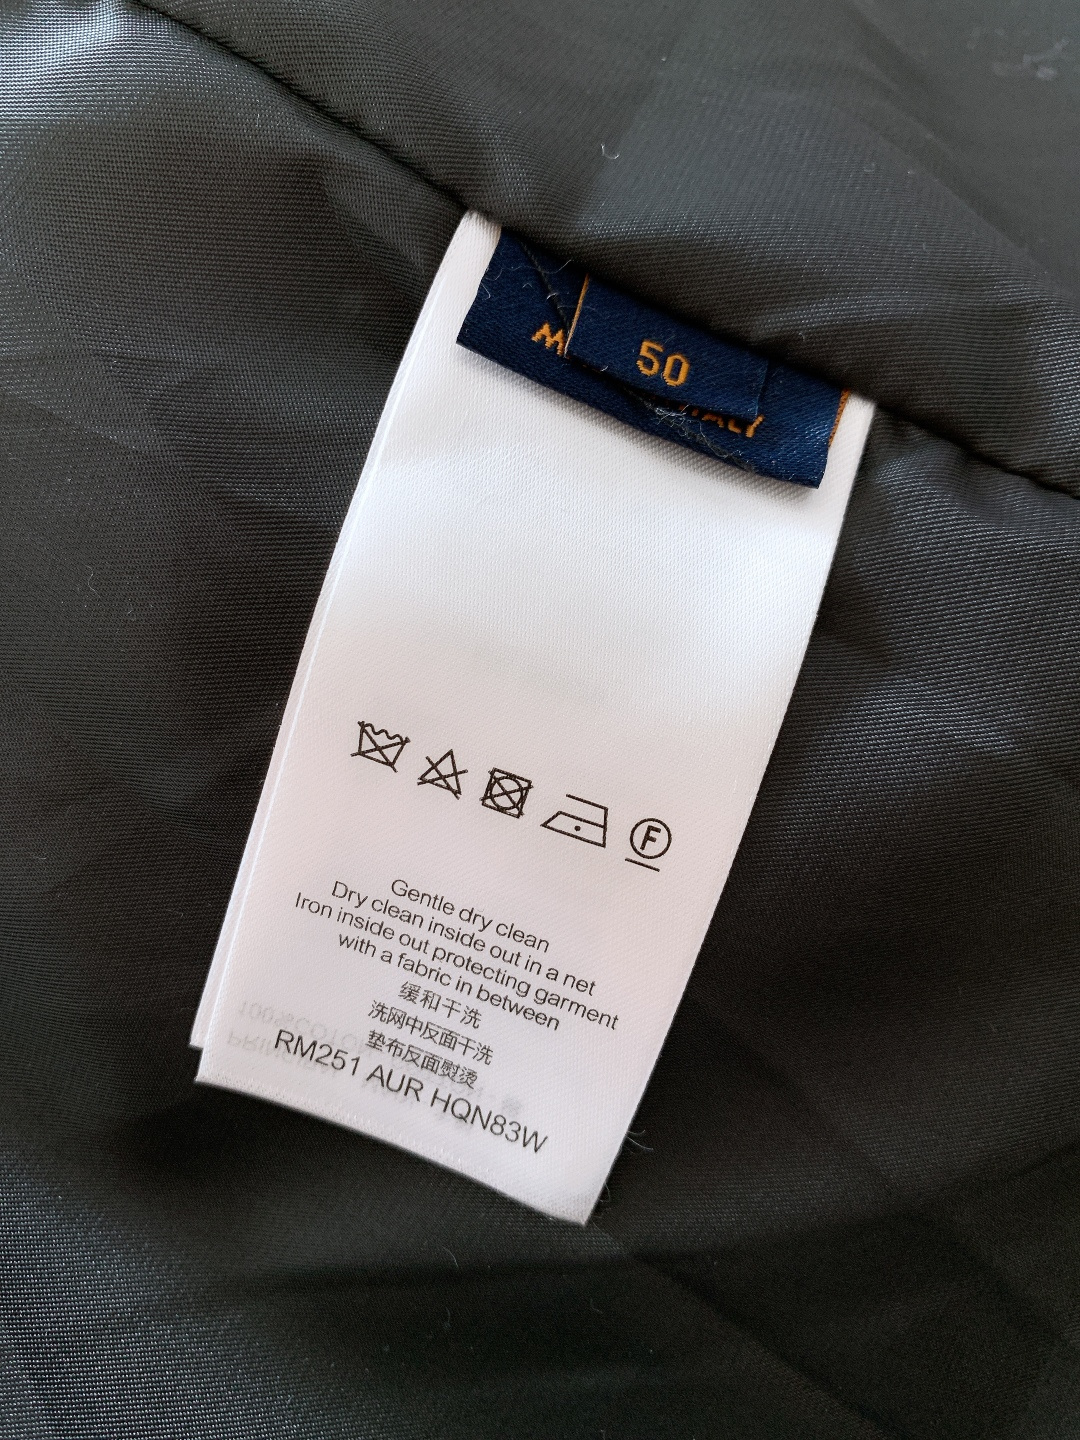 50
ITALY
F
Gentle dry clean
Dry clean inside out in a net
Iron inside out protecting garment
with a fabric in between
缓和干洗
洗网中反面干洗
垫布反面熨烫
RM251 AUR HQN83W